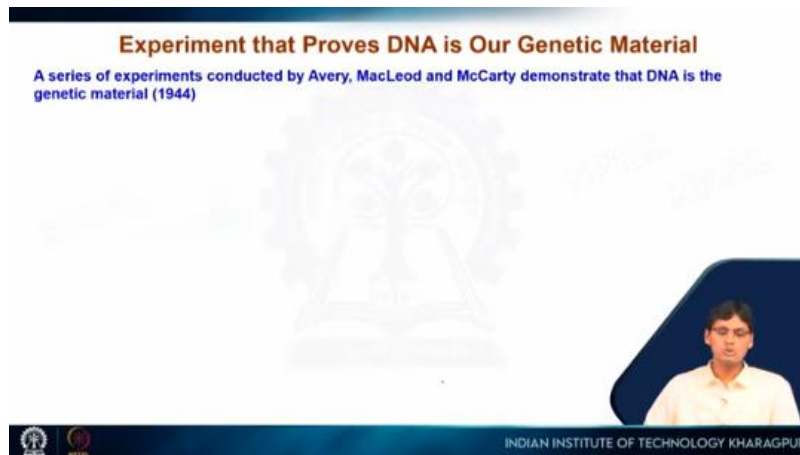 Experiment that Proves DNA is Our Genetic Material
A series of experiments conducted by Avery, MacLeod and McCarty demonstrate that DNA is the
genetic material (1944)
INDIAN INSTITUTE OF TECHNOLOGY KHARAGPUR